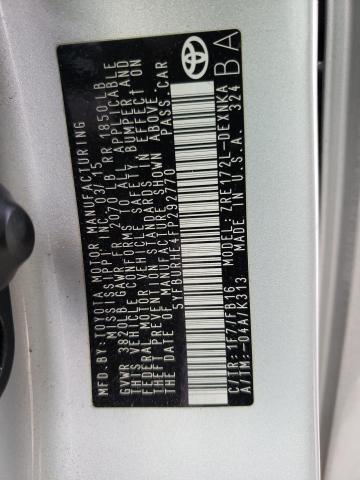 MFD.BY: TOYOTA MOTOR MANUFACTURING
MISSISSIPPI INC. 03/15
GVWR 3820LB GAWR FR 2070LB RR 1850LB
THIS VEHICLE CONFORMS TO ALL APPLICABLE
FEDERAL MOTOR VEHICLE SAFETY BUMPER AND
THEFT PREVENTION STANDARDS IN EFFECT ON
THE DATE OF MANUFACTURE SHOWN ABOVE.
5YFBURHE4FP292770 PASS.CAR
C/TR: 1F7/FB16 MODEL: ZRE172L-DEXNKA
A/TM: -04A/K313 MADE IN U.S.A. 324
TOYOTA
BA